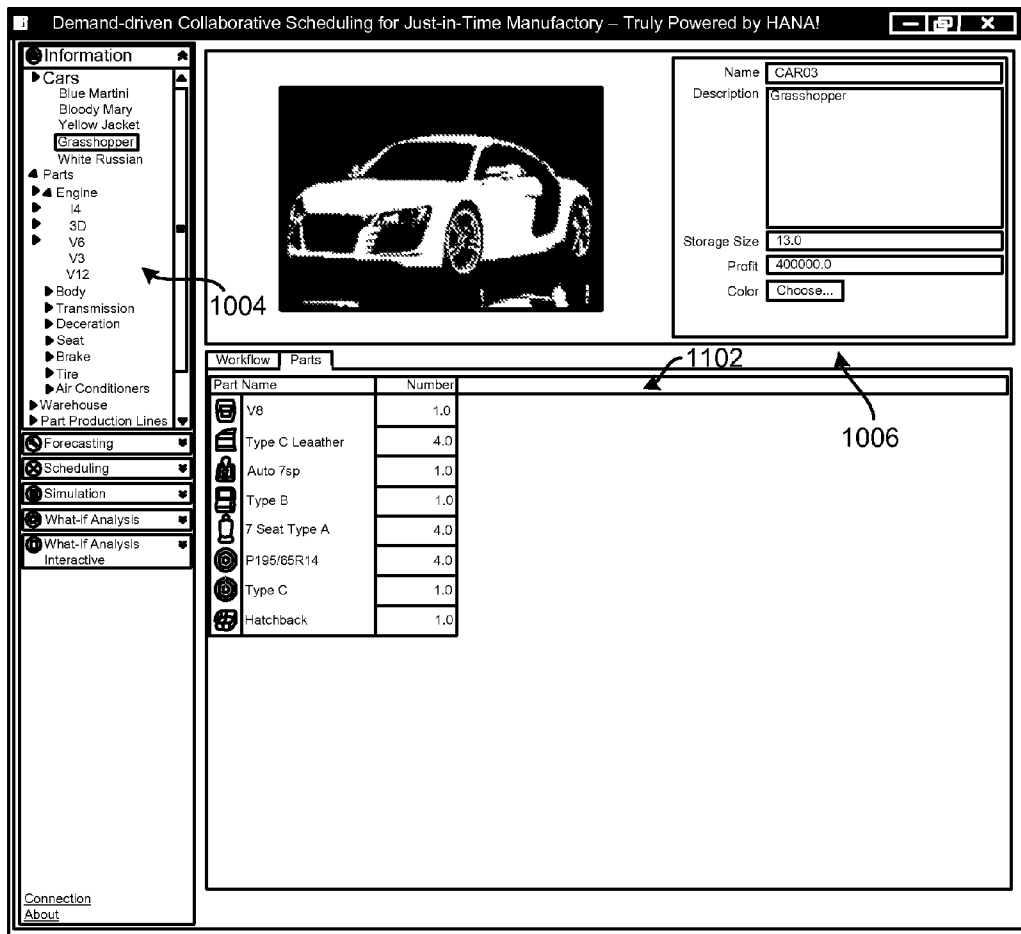 Demand-driven Collaborative Scheduling for Just-in-Time Manufactory – Truly Powered by HANA!
Information
Cars
Blue Martini
Bloody Mary
Yellow Jacket
Grasshopper
White Russian
Parts
Engine
I4
3D
V6
V3
V12
Body
Transmission
Deceration
Seat
Brake
Tire
Air Conditioners
Warehouse
Part Production Lines
Forecasting
Scheduling
Simulation
What-if Analysis
What-If Analysis
Interactive
Connection
About
1004
Name CAR03
Description Grasshopper
Storage Size 13.0
Profit 400000.0
Color Choose...
1006
Workflow Parts
1102
Part Name Number
V8 1.0
Type C Leaather 4.0
Auto 7sp 1.0
Type B 1.0
7 Seat Type A 4.0
P195/65R14 4.0
Type C 1.0
Hatchback 1.0